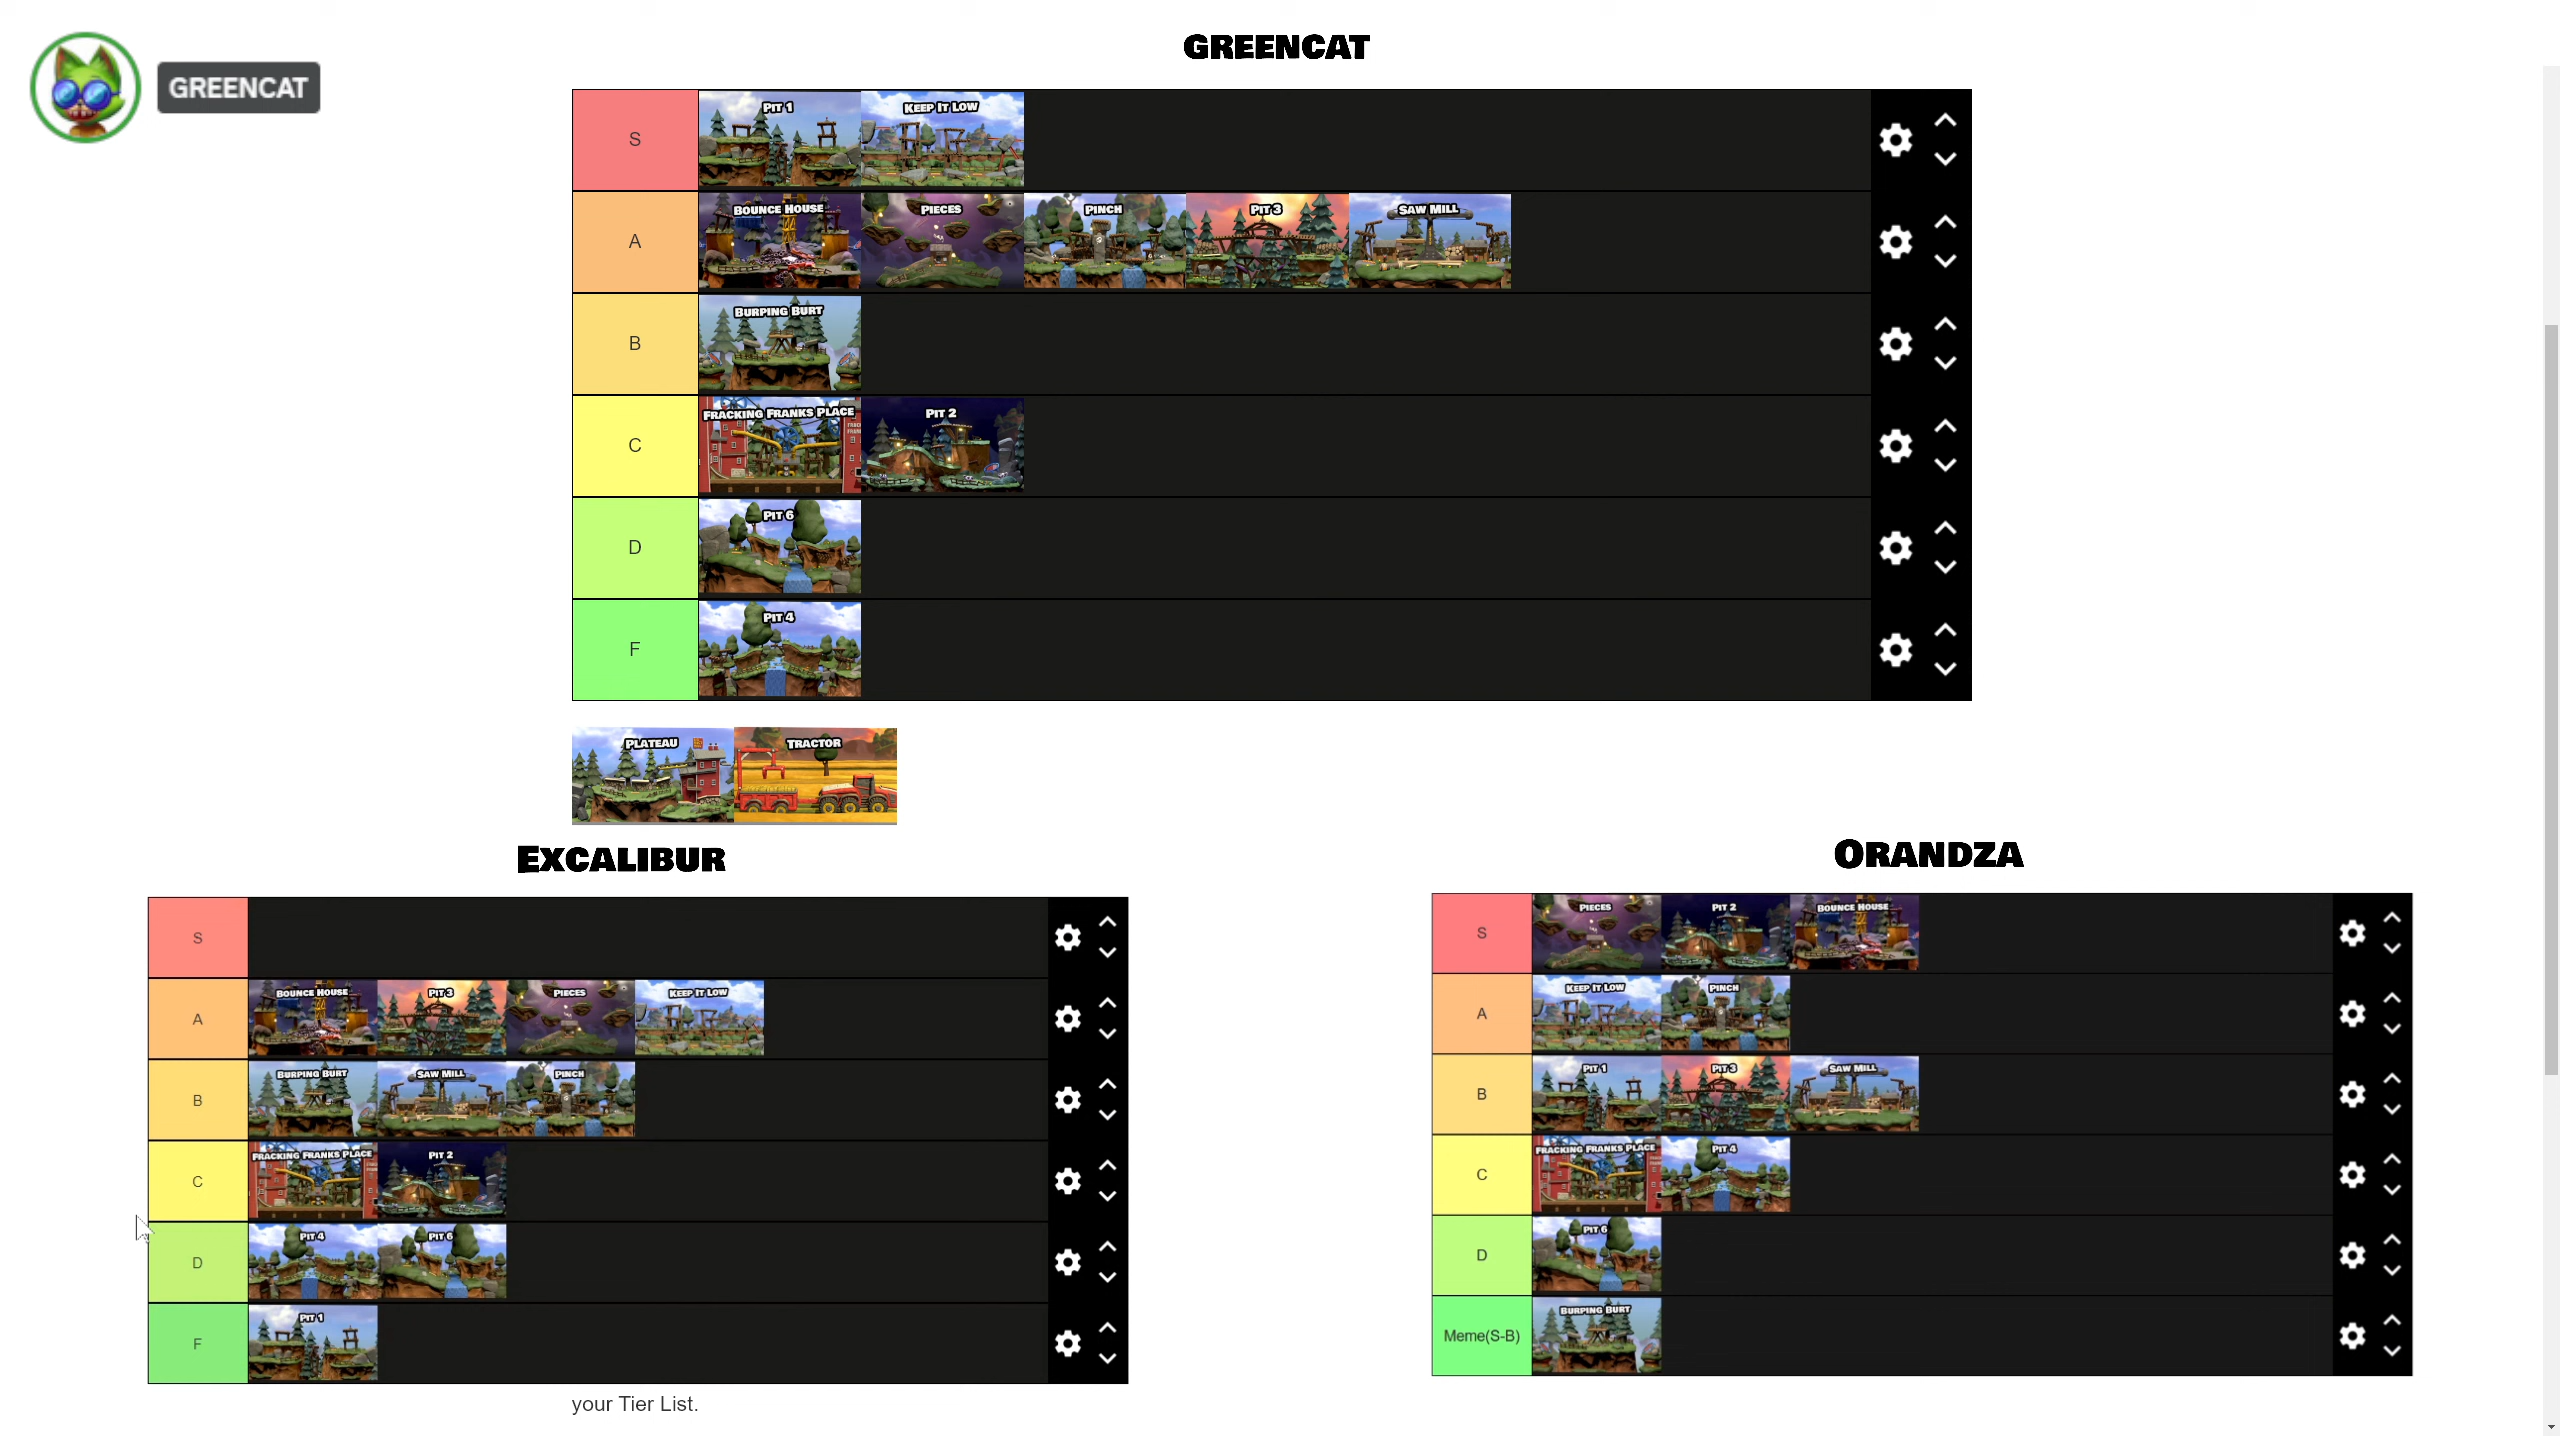 GREENCAT
GREENCAT
S
PIT 1
KEEP IT LOW
A
BOUNCE HOUSE
PIECES
PINCH
PIT 3
SAW MILL
B
BURPING BURT
C
FRACKING FRANKS PLACE
PIT 2
D
PIT 6
F
PIT 4
PLATEAU
TRACTOR
EXCALIBUR
S
A
BOUNCE HOUSE
PIT 3
PIECES
KEEP IT LOW
B
BURPING BURT
SAW MILL
PINCH
C
FRACKING FRANKS PLACE
PIT 2
D
PIT 4
PIT 6
F
PIT 1
your Tier List.
ORANDZA
S
PIECES
PIT 2
BOUNCE HOUSE
A
KEEP IT LOW
PINCH
B
PIT 1
PIT 3
SAW MILL
C
FRACKING FRANKS PLACE
PIT 4
D
PIT 6
Meme(S-B)
BURPING BURT